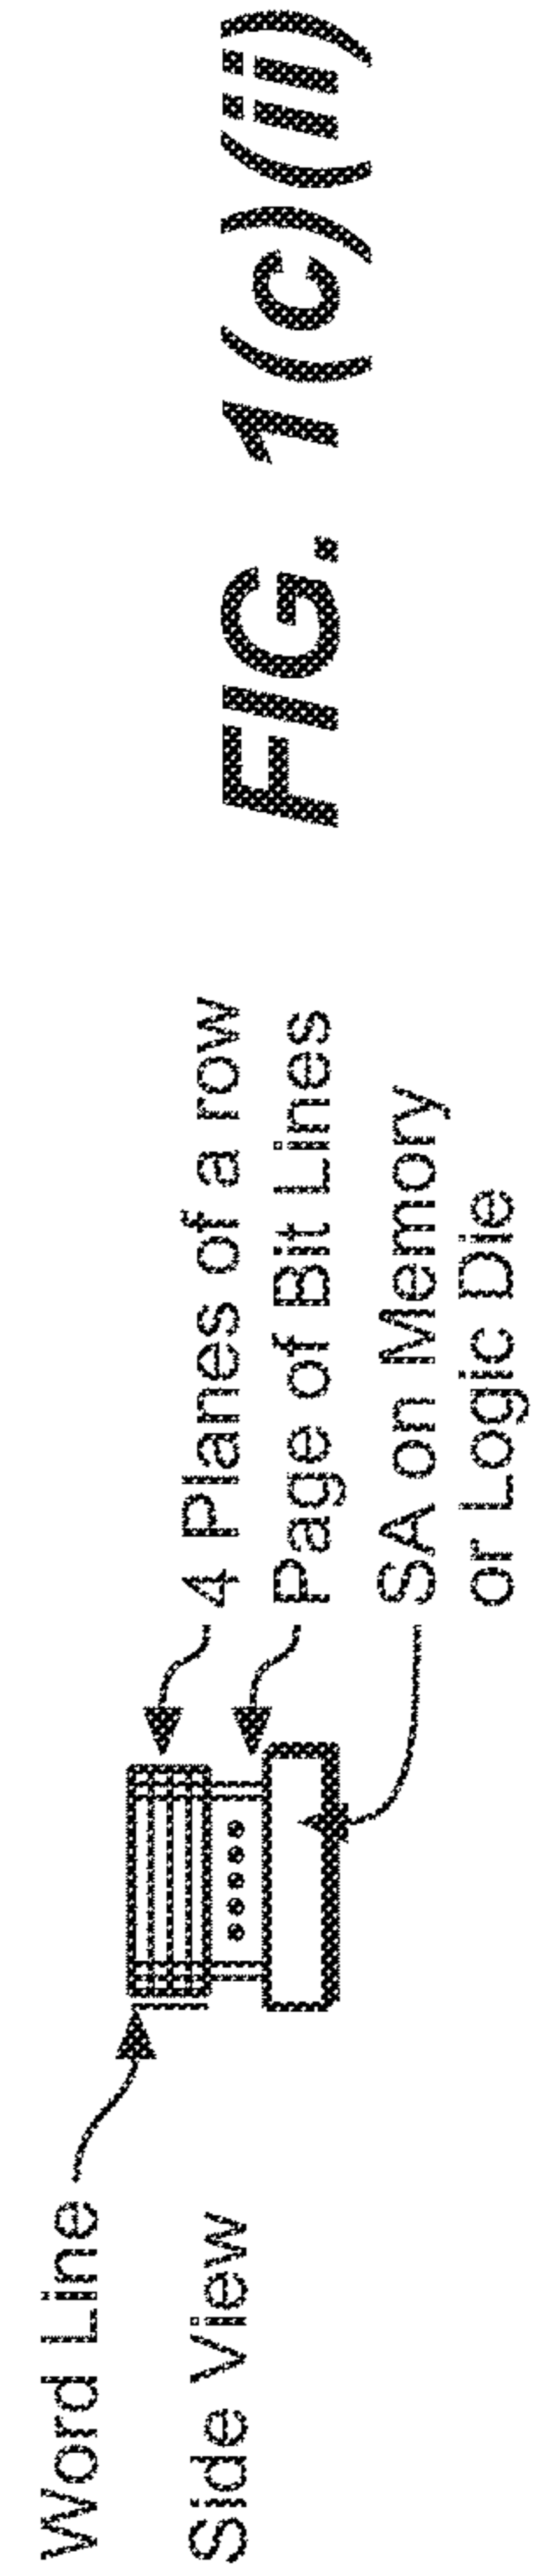 Word Line
Side View
4 Planes of a row
Page of Bit Lines
SA on Memory
or Logic Die
FIG. 1(c)(ii)